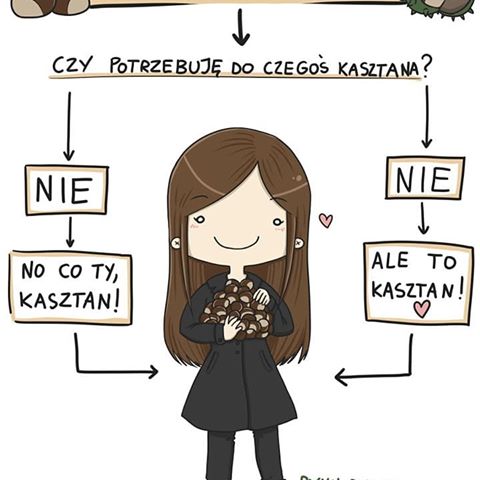 CZY POTRZEBUJĘ DO CZEGOŚ KASZTANA?
NIE
NO CO TY,
KASZTAN!
NIE
ALE TO
KASZTAN!